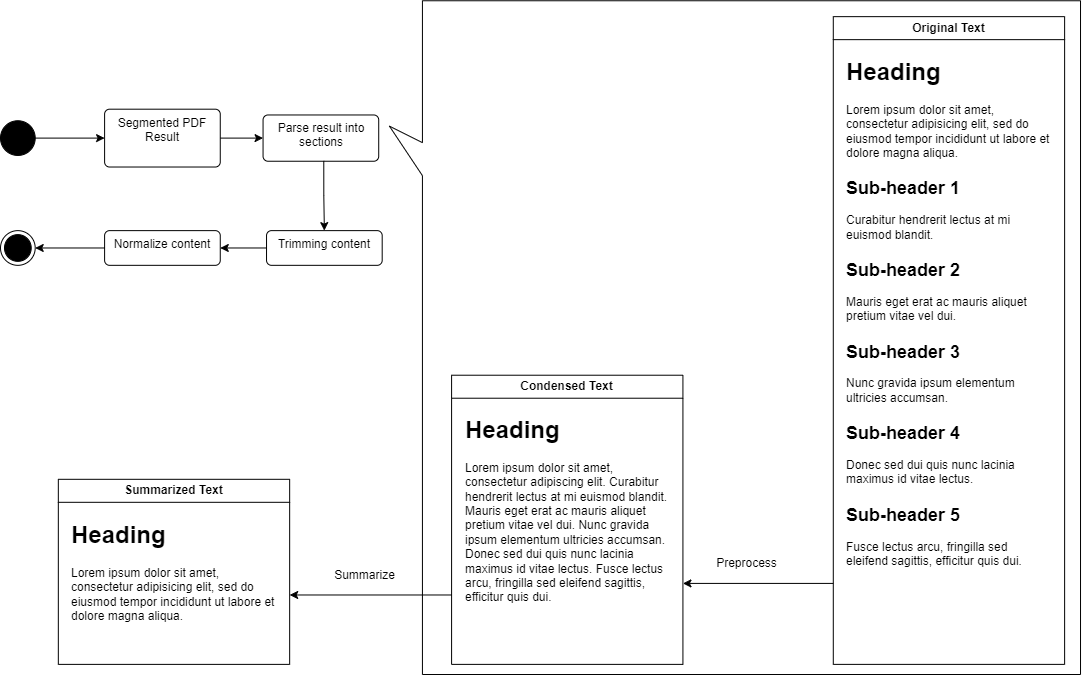 Segmented PDF
Result
Parse result into
sections
Normalize content
Trimming content
Original Text
Heading
Lorem ipsum dolor sit amet,
consectetur adipisicing elit, sed do
eiusmod tempor incididunt ut labore et
dolore magna aliqua.
Sub-header 1
Curabitur hendrerit lectus at mi
euismod blandit.
Sub-header 2
Mauris eget erat ac mauris aliquet
pretium vitae vel dui.
Sub-header 3
Nunc gravida ipsum elementum
ultricies accumsan.
Sub-header 4
Donec sed dui quis nunc lacinia
maximus id vitae lectus.
Sub-header 5
Fusce lectus arcu, fringilla sed
eleifend sagittis, efficitur quis dui.
Preprocess
Condensed Text
Heading
Lorem ipsum dolor sit amet,
consectetur adipiscing elit. Curabitur
hendrerit lectus at mi euismod blandit.
Mauris eget erat ac mauris aliquet
pretium vitae vel dui. Nunc gravida
ipsum elementum ultricies accumsan.
Donec sed dui quis nunc lacinia
maximus id vitae lectus. Fusce lectus
arcu, fringilla sed eleifend sagittis,
efficitur quis dui.
Summarize
Summarized Text
Heading
Lorem ipsum dolor sit amet,
consectetur adipisicing elit, sed do
eiusmod tempor incididunt ut labore et
dolore magna aliqua.